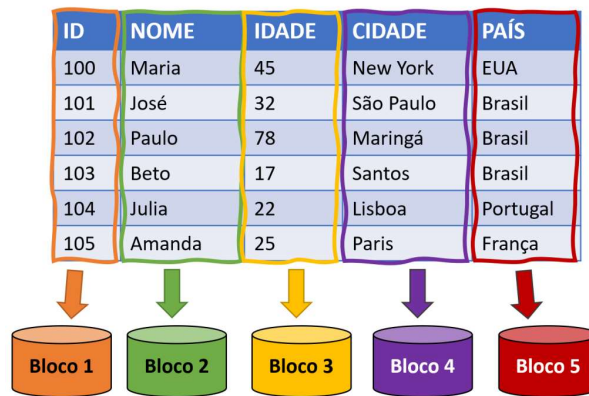 ID NOME IDADE CIDADE PAÍS
100 Maria 45 New York EUA
101 José 32 São Paulo Brasil
102 Paulo 78 Maringá Brasil
103 Beto 17 Santos Brasil
104 Julia 22 Lisboa Portugal
105 Amanda 25 Paris França
Bloco 1 Bloco 2 Bloco 3 Bloco 4 Bloco 5